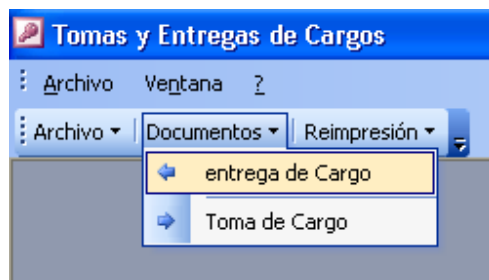 Tomas y Entregas de Cargos
Archivo Ventana ?
Archivo Documentos Reimpresión
entrega de Cargo
Toma de Cargo